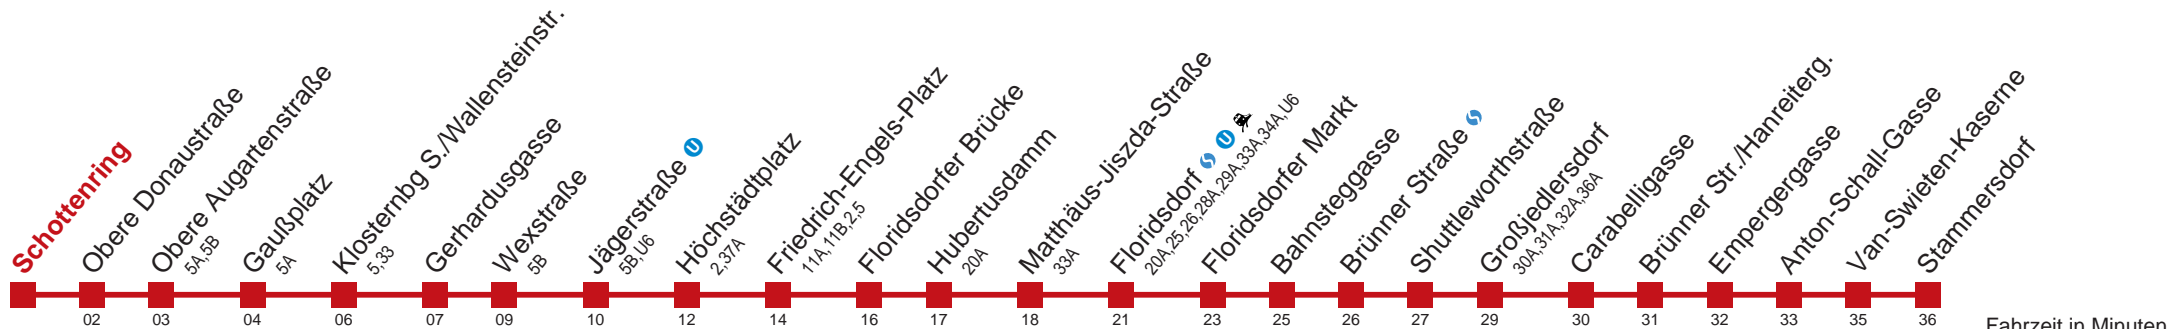 Schottenring
Obere Donaustraße
02
Obere Augartenstraße
5A,5B
03
Gaußplatz
5A
04
Klosternbg S./Wallensteinstr.
5,33
06
Gerhardusgasse
07
Wexstraße
5B
09
Jägerstraße U
5B,U6
10
Höchstädtplatz
2,37A
12
Friedrich-Engels-Platz
11A,11B,2,5
14
Floridsdorfer Brücke
16
Hubertusdamm
20A
17
Matthäus-Jiszda-Straße
33A
18
Floridsdorf S U
20A,25,26,28A,29A,33A,34A,U6
21
Floridsdorfer Markt
23
Bahnsteggasse
25
Brünner Straße S
26
Shuttleworthstraße
27
Großjedlersdorf
30A,31A,32A,36A
29
Carabelligasse
30
Brünner Str./Hanreiterg.
31
Empergergasse
32
Anton-Schall-Gasse
33
Van-Swieten-Kaserne
35
Stammersdorf
36
Fahrzeit in Minuten